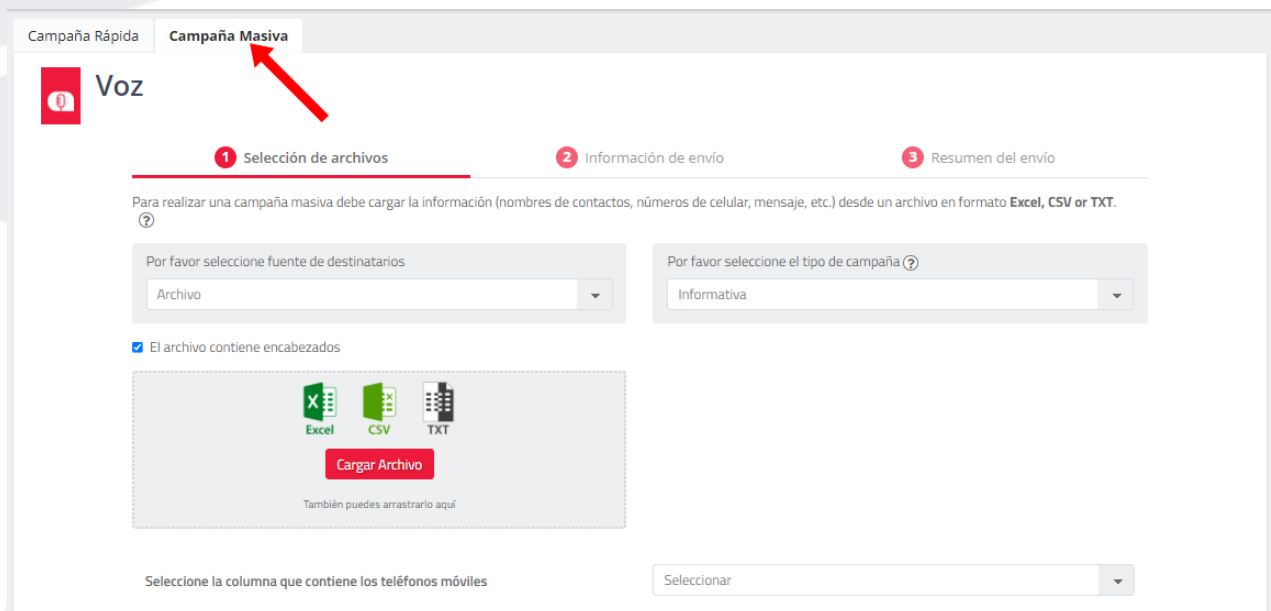 Campaña Rápida Campaña Masiva
Voz
1 Selección de archivos 2 Información de envío 3 Resumen del envío
Para realizar una campaña masiva debe cargar la información (nombres de contactos, números de celular, mensaje, etc.) desde un archivo en formato Excel, CSV or TXT.
?
Por favor seleccione fuente de destinatarios Por favor seleccione el tipo de campaña ?
Archivo Informativa
El archivo contiene encabezados
X
Excel CSV TXT
Cargar Archivo
También puedes arrastrarlo aquí
Seleccione la columna que contiene los teléfonos móviles Seleccionar